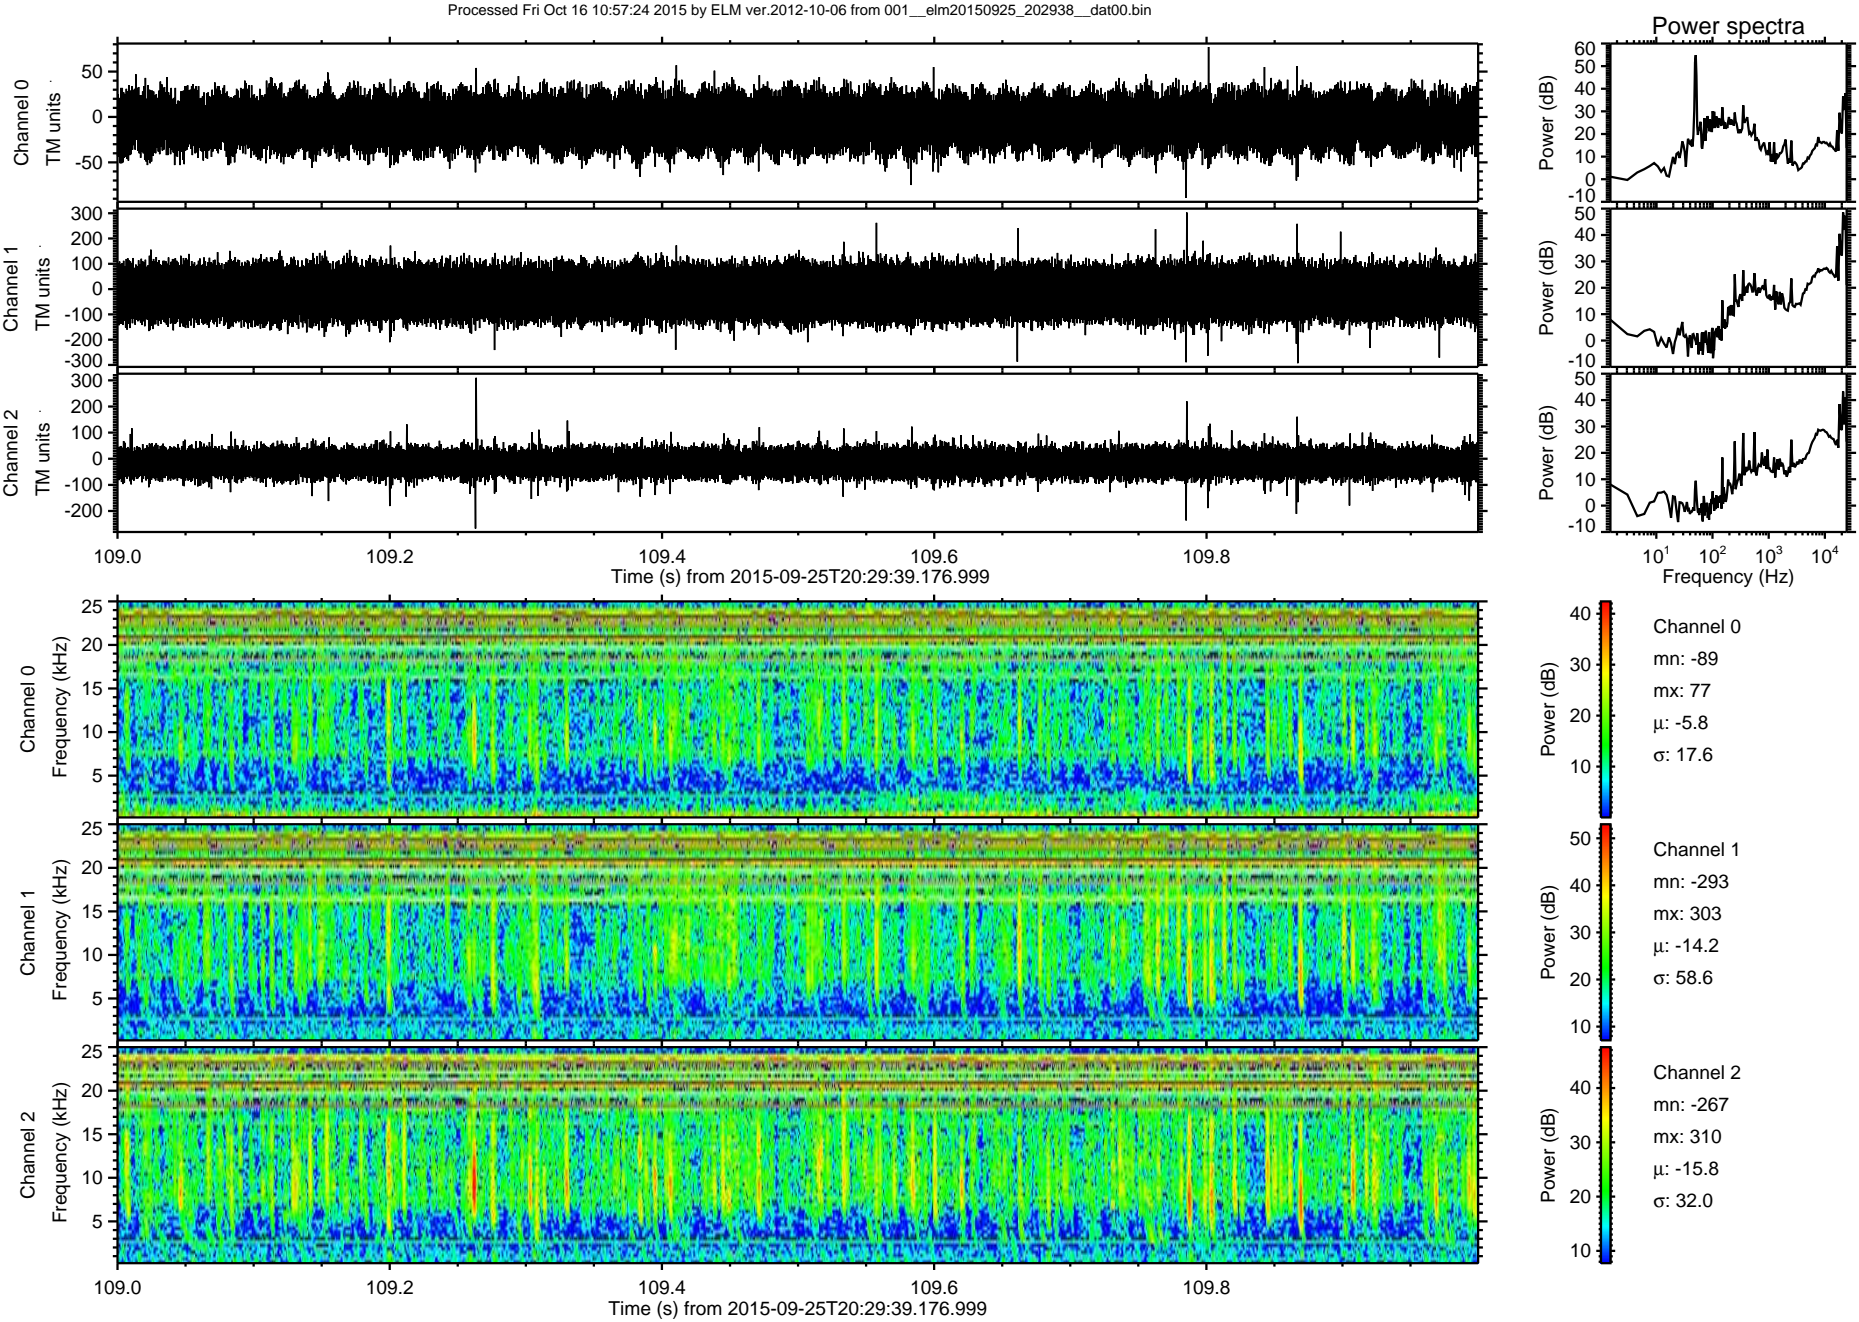 Processed Fri Oct 16 10:57:24 2015 by ELM ver.2012-10-06 from 001__elm20150925_202938__dat00.bin
Power spectra
Channel 0
TM units
50
0
-50
Power (dB)
60
50
40
30
20
10
0
-10
Channel 1
TM units
300
200
100
0
-100
-200
-300
Power (dB)
50
40
30
20
10
0
-10
Channel 2
TM units
300
200
100
0
-100
-200
Power (dB)
50
40
30
20
10
0
-10
109.0 109.2 109.4 109.6 109.8
Time (s) from 2015-09-25T20:29:39.176.999
10¹ 10² 10³ 10⁴
Frequency (Hz)
Channel 0
Frequency (kHz)
25
20
15
10
5
Power (dB)
40
30
20
10
Channel 0
mn: -89
mx: 77
μ: -5.8
σ: 17.6
Channel 1
Frequency (kHz)
25
20
15
10
5
Power (dB)
50
40
30
20
10
Channel 1
mn: -293
mx: 303
μ: -14.2
σ: 58.6
Channel 2
Frequency (kHz)
25
20
15
10
5
Power (dB)
40
30
20
10
Channel 2
mn: -267
mx: 310
μ: -15.8
σ: 32.0
109.0 109.2 109.4 109.6 109.8
Time (s) from 2015-09-25T20:29:39.176.999